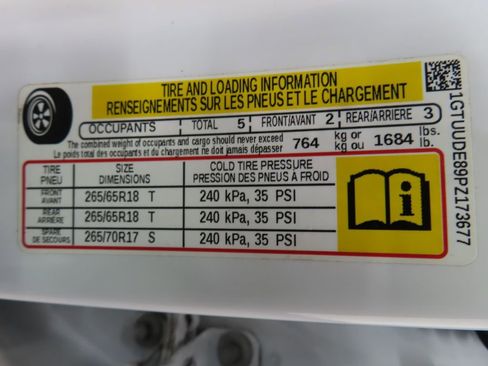 TIRE AND LOADING INFORMATION
RENSEIGNEMENTS SUR LES PNEUS ET LE CHARGEMENT
OCCUPANTS TOTAL 5 FRONT/AVANT 2 REAR/ARRIERE 3
The combined weight of occupants and cargo should never exceed 764 kg or 1684 lbs.
Le poids total des occupants et du chargement ne doit jamais dépasser kg ou lb.
TIRE SIZE COLD TIRE PRESSURE
PNEU DIMENSIONS PRESSION DES PNEUS A FROID
FRONT
AVANT 265/65R18 T 240 kPa, 35 PSI
REAR
ARRIERE 265/65R18 T 240 kPa, 35 PSI
SPARE
DE SECOURS 265/70R17 S 240 kPa, 35 PSI
1GTUUDE89PZ173677